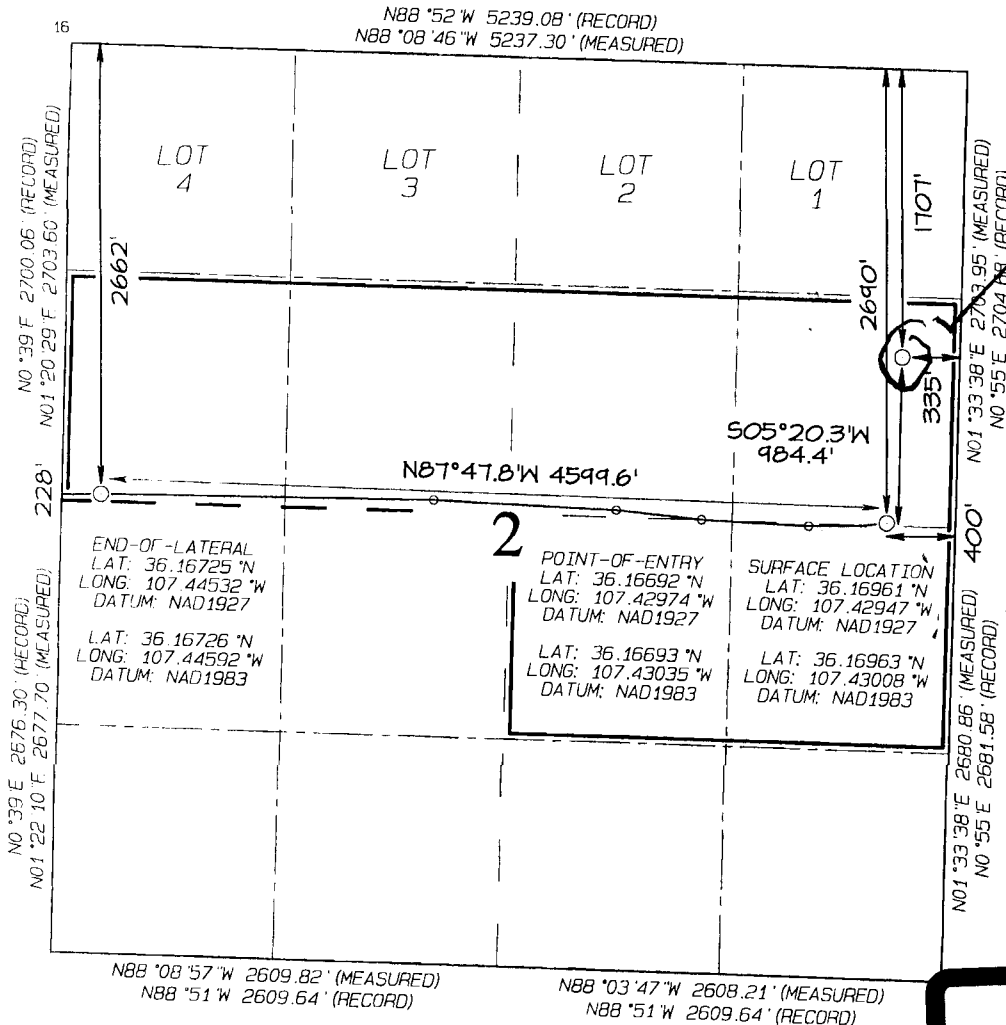 N88°52'W 5239.08' (RECORD)
N88°08'46"W 5237.30' (MEASURED)
16
N0°39'E 2700.06' (RECORD)
N01°20'29"E 2703.60' (MEASURED)
LOT
4
LOT
3
LOT
2
LOT
1
2662'
2690'
1707'
335'
N01°33'38"E 2703.95' (MEASURED)
N0°55'E (RECORD)
S05°20.3'W
984.4'
N87°47.8'W 4599.6'
228'
400'
2
END-OF-LATERAL
LAT: 36.16725°N
LONG: 107.44532°W
DATUM: NAD1927
LAT: 36.16726°N
LONG: 107.44592°W
DATUM: NAD1983
POINT-OF-ENTRY
LAT: 36.16692°N
LONG: 107.42974°W
DATUM: NAD1927
LAT: 36.16693°N
LONG: 107.43035°W
DATUM: NAD1983
SURFACE LOCATION
LAT: 36.16961°N
LONG: 107.42947°W
DATUM: NAD1927
LAT: 36.16963°N
LONG: 107.43008°W
DATUM: NAD1983
N0°39'E 2676.30' (RECORD)
N01°22'10"E 2677.70' (MEASURED)
N01°33'38"E 2680.86' (MEASURED)
N0°55'E 2681.58' (RECORD)
N88°08'57"W 2609.82' (MEASURED)
N88°51'W 2609.64' (RECORD)
N88°03'47"W 2608.21' (MEASURED)
N88°51'W 2609.64' (RECORD)